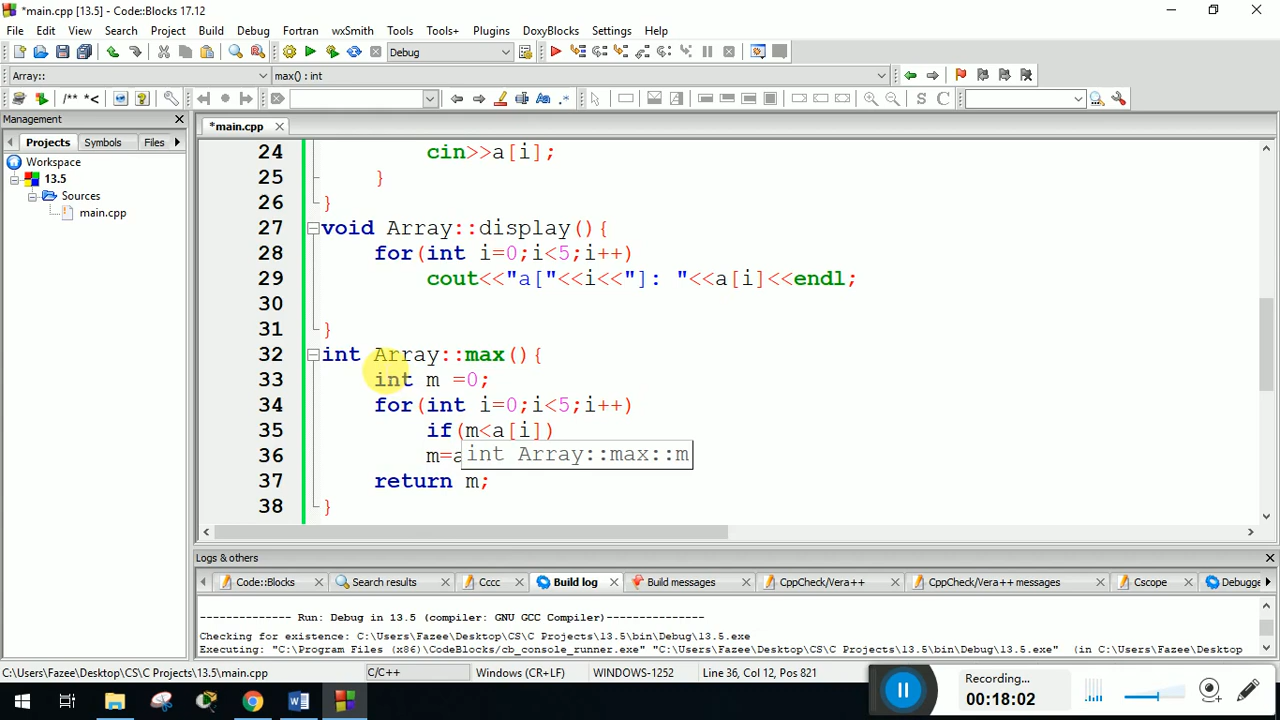 *main.cpp [13.5] - Code::Blocks 17.12
File Edit View Search Project Build Debug Fortran wxSmith Tools Tools+ Plugins DoxyBlocks Settings Help
Debug
Array:: max() : int
/** *< S C
Management
Projects Symbols Files
*main.cpp
Workspace
13.5
Sources
main.cpp
24 cin>>a[i];
25 }
26 }
27 void Array::display(){
28 for(int i=0;i<5;i++)
29 cout<<"a["<<i<<"]: "<<a[i]<<endl;
30
31 }
32 int Array::max(){
33 int m =0;
34 for(int i=0;i<5;i++)
35 if(m<a[i])
36 m=a
int Array::max::m
37 return m;
38 }
Logs & others
Code::Blocks Search results Cccc Build log Build messages CppCheck/Vera++ CppCheck/Vera++ messages Cscope Debugge
-------------- Run: Debug in 13.5 (compiler: GNU GCC Compiler)---------------
Checking for existence: C:\Users\Fazee\Desktop\CS\C Projects\13.5\bin\Debug\13.5.exe
Executing: "C:\Program Files (x86)\CodeBlocks/cb_console_runner.exe" "C:\Users\Fazee\Desktop\CS\C Projects\13.5\bin\Debug\13.5.exe" (in C:\Users\Fazee\Desktop
C:\Users\Fazee\Desktop\CS\C Projects\13.5\main.cpp C/C++ Windows (CR+LF) WINDOWS-1252 Line 36, Col 12, Pos 821
Recording...
00:18:02